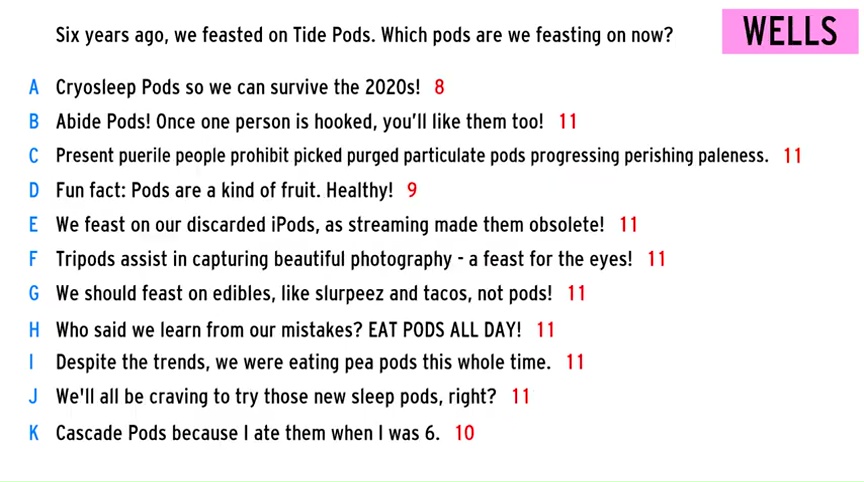 Six years ago, we feasted on Tide Pods. Which pods are we feasting on now?
WELLS
A Cryosleep Pods so we can survive the 2020s! 8
B Abide Pods! Once one person is hooked, you'll like them too! 11
C Present puerile people prohibit picked purged particulate pods progressing perishing paleness. 11
D Fun fact: Pods are a kind of fruit. Healthy! 9
E We feast on our discarded iPods, as streaming made them obsolete! 11
F Tripods assist in capturing beautiful photography - a feast for the eyes! 11
G We should feast on edibles, like slurpeez and tacos, not pods! 11
H Who said we learn from our mistakes? EAT PODS ALL DAY! 11
I Despite the trends, we were eating pea pods this whole time. 11
J We'll all be craving to try those new sleep pods, right? 11
K Cascade Pods because I ate them when I was 6. 10